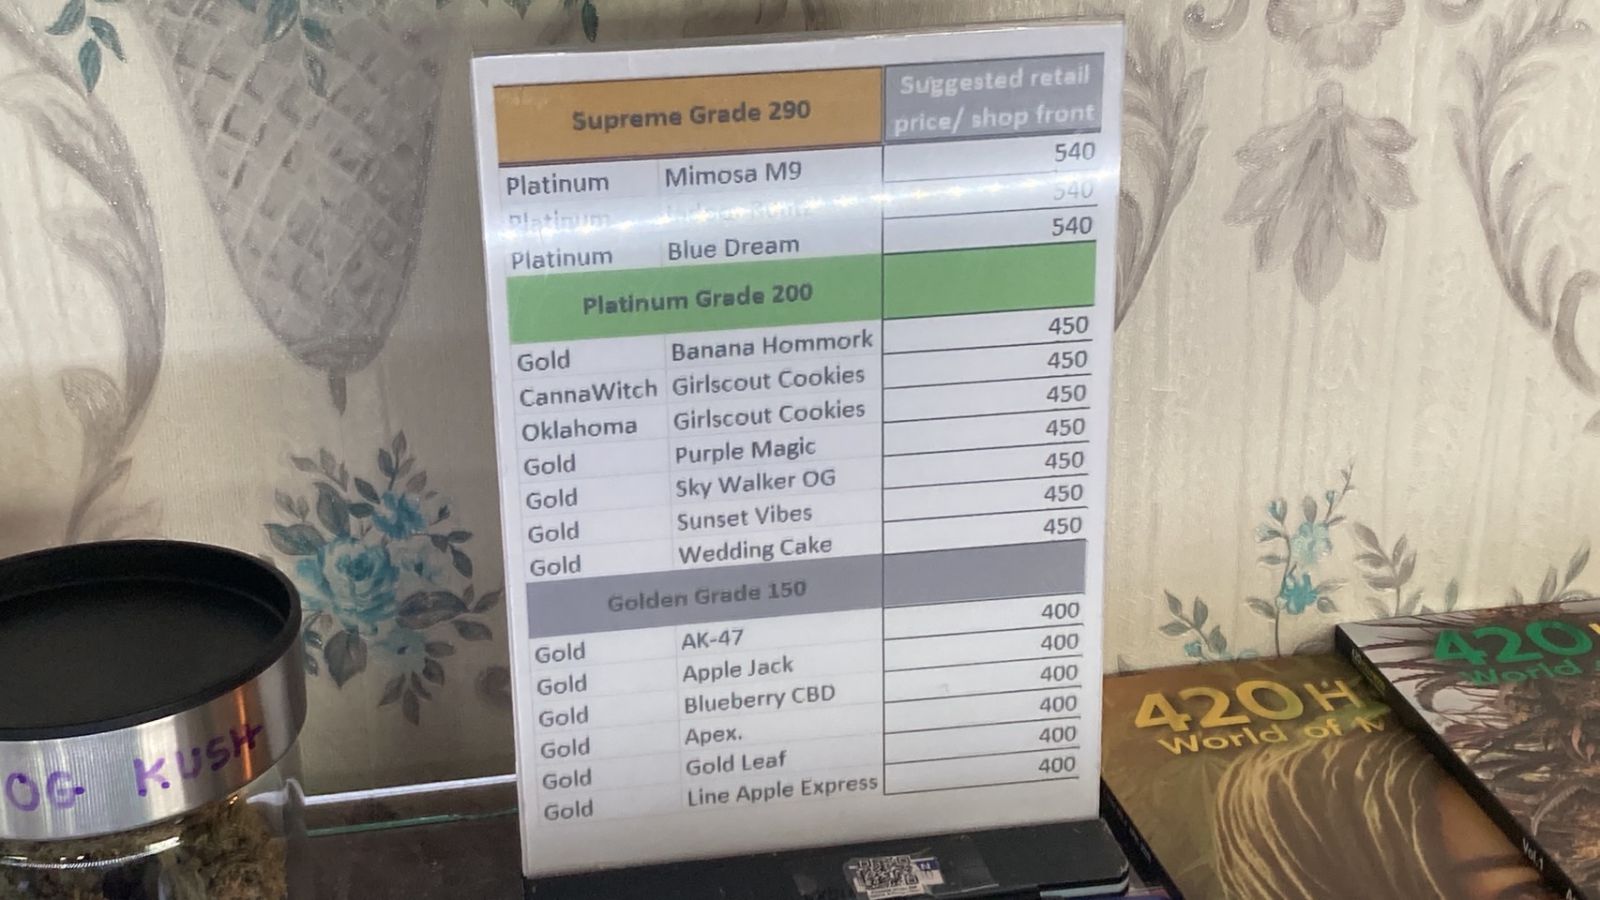 Supreme Grade 290 Suggested retail price/ shop front
Platinum Mimosa M9 540
Platinum 540
Platinum Blue Dream 540
Platinum Grade 200
Gold Banana Hommork 450
CannaWitch Girlscout Cookies 450
Oklahoma Girlscout Cookies 450
Gold Purple Magic 450
Gold Sky Walker OG 450
Gold Sunset Vibes 450
Gold Wedding Cake 450
Golden Grade 150
Gold AK-47 400
Gold Apple Jack 400
Gold Blueberry CBD 400
Gold Apex. 400
Gold Gold Leaf 400
Gold Line Apple Express 400
OG KUSH
420 H
World of
420
World
Vol.1